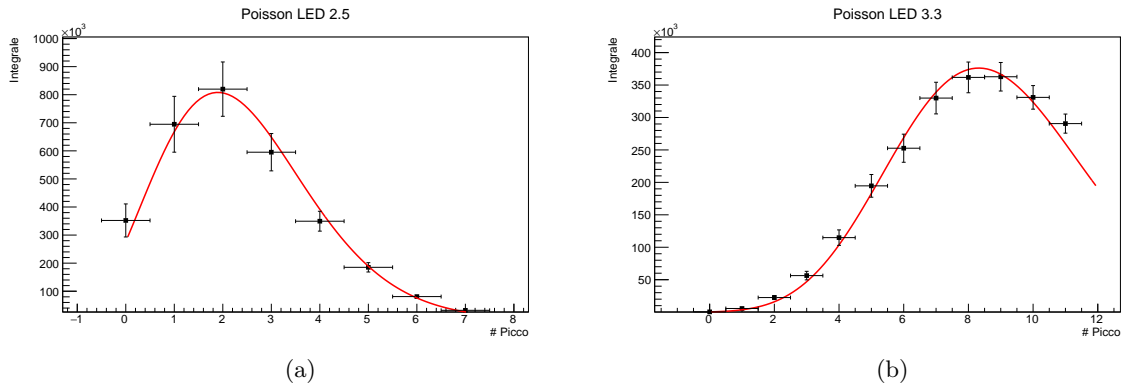 Poisson LED 2.5
×10³
Integrale
1000
900
800
700
600
500
400
300
200
100
−1 0 1 2 3 4 5 6 7 8
# Picco
(a)
Poisson LED 3.3
×10³
Integrale
400
350
300
250
200
150
100
50
0 2 4 6 8 10 12
# Picco
(b)